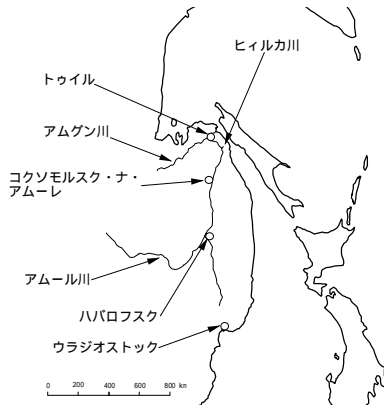 ヒィルカ川
トゥイル
アムグン川
コクソモルスク・ナ・
アムーレ
アムール川
ハバロフスク
ウラジオストック
0 200 400 600 800 kn